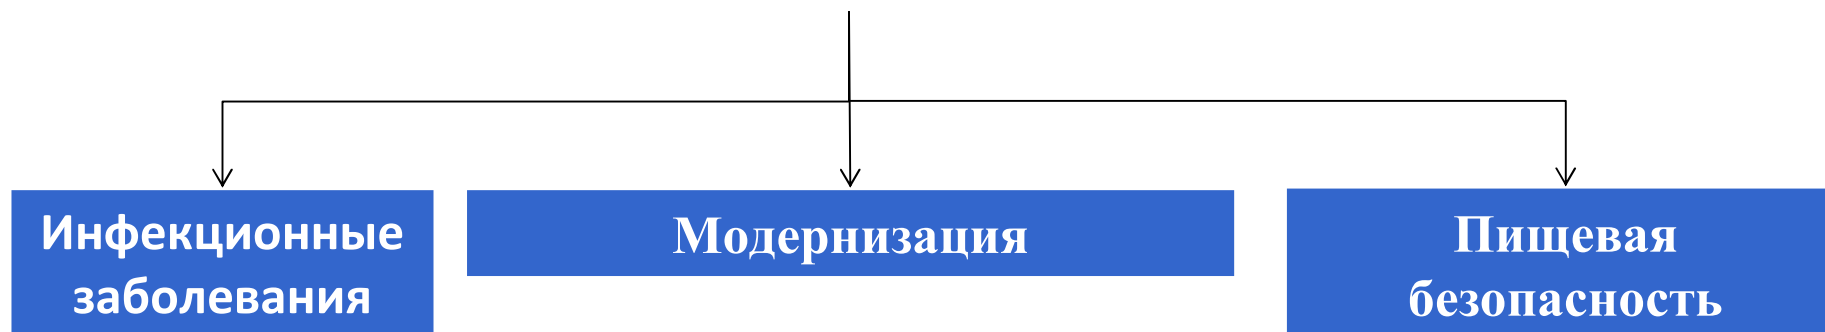 Инфекционные
заболевания
Модернизация
Пищевая
безопасность